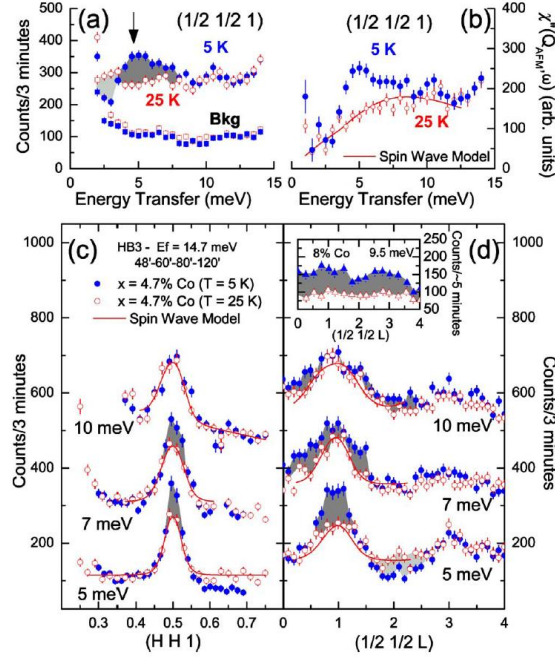 (a) (1/2 1/2 1)
5 K
25 K
Bkg
Counts/3 minutes
400
300
200
100
0
0 5 10 15
Energy Transfer (meV)
(b) (1/2 1/2 1)
5 K
25 K
Spin Wave Model
0 5 10 15
Energy Transfer (meV)
400
300
200
100
0
χ"(Q_AFM,ω) (arb. units)
(c)
HB3 - Ef = 14.7 meV
48'-60'-80'-120'
x = 4.7% Co (T = 5 K)
x = 4.7% Co (T = 25 K)
Spin Wave Model
10 meV
7 meV
5 meV
Counts/3 minutes
1000
800
600
400
200
0.3 0.4 0.5 0.6 0.7
(H H 1)
(d)
8% Co 9.5 meV
250
200
150
100
50
Counts/~5 minutes
0 1 2 3 4
(1/2 1/2 L)
10 meV
7 meV
5 meV
1000
800
600
400
200
Counts/3 minutes
0 1 2 3 4
(1/2 1/2 L)